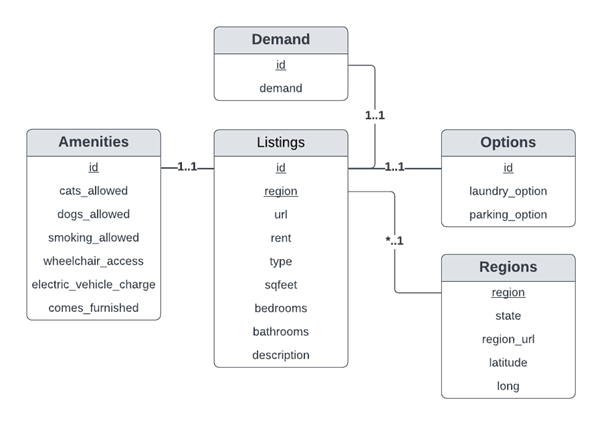 Demand
id
demand
1..1
Amenities
id
cats_allowed
dogs_allowed
smoking_allowed
wheelchair_access
electric_vehicle_charge
comes_furnished
1..1
Listings
id
region
url
rent
type
sqfeet
bedrooms
bathrooms
description
1..1
Options
id
laundry_option
parking_option
*..1
Regions
region
state
region_url
latitude
long